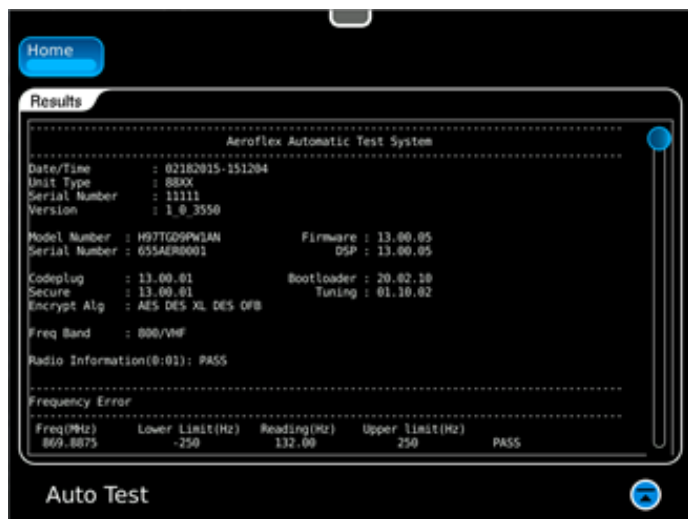 Home
Results
Aeroflex Automatic Test System
Date/Time : 02182015-151204
Unit Type : 88XX
Serial Number : 11111
Version : 1_0_3550
Model Number : H97TGD9PW1AN Firmware : 13.00.05
Serial Number : 655AER0001 DSP : 13.00.05
Codeplug : 13.00.01 Bootloader : 20.02.10
Secure : 13.00.01 Tuning : 01.10.02
Encrypt Alg : AES DES XL DES OFB
Freq Band : 800/VHF
Radio Information(0:01): PASS
Frequency Error
Freq(MHz) Lower Limit(Hz) Reading(Hz) Upper limit(Hz)
869.8875 -250 132.00 250 PASS
Auto Test